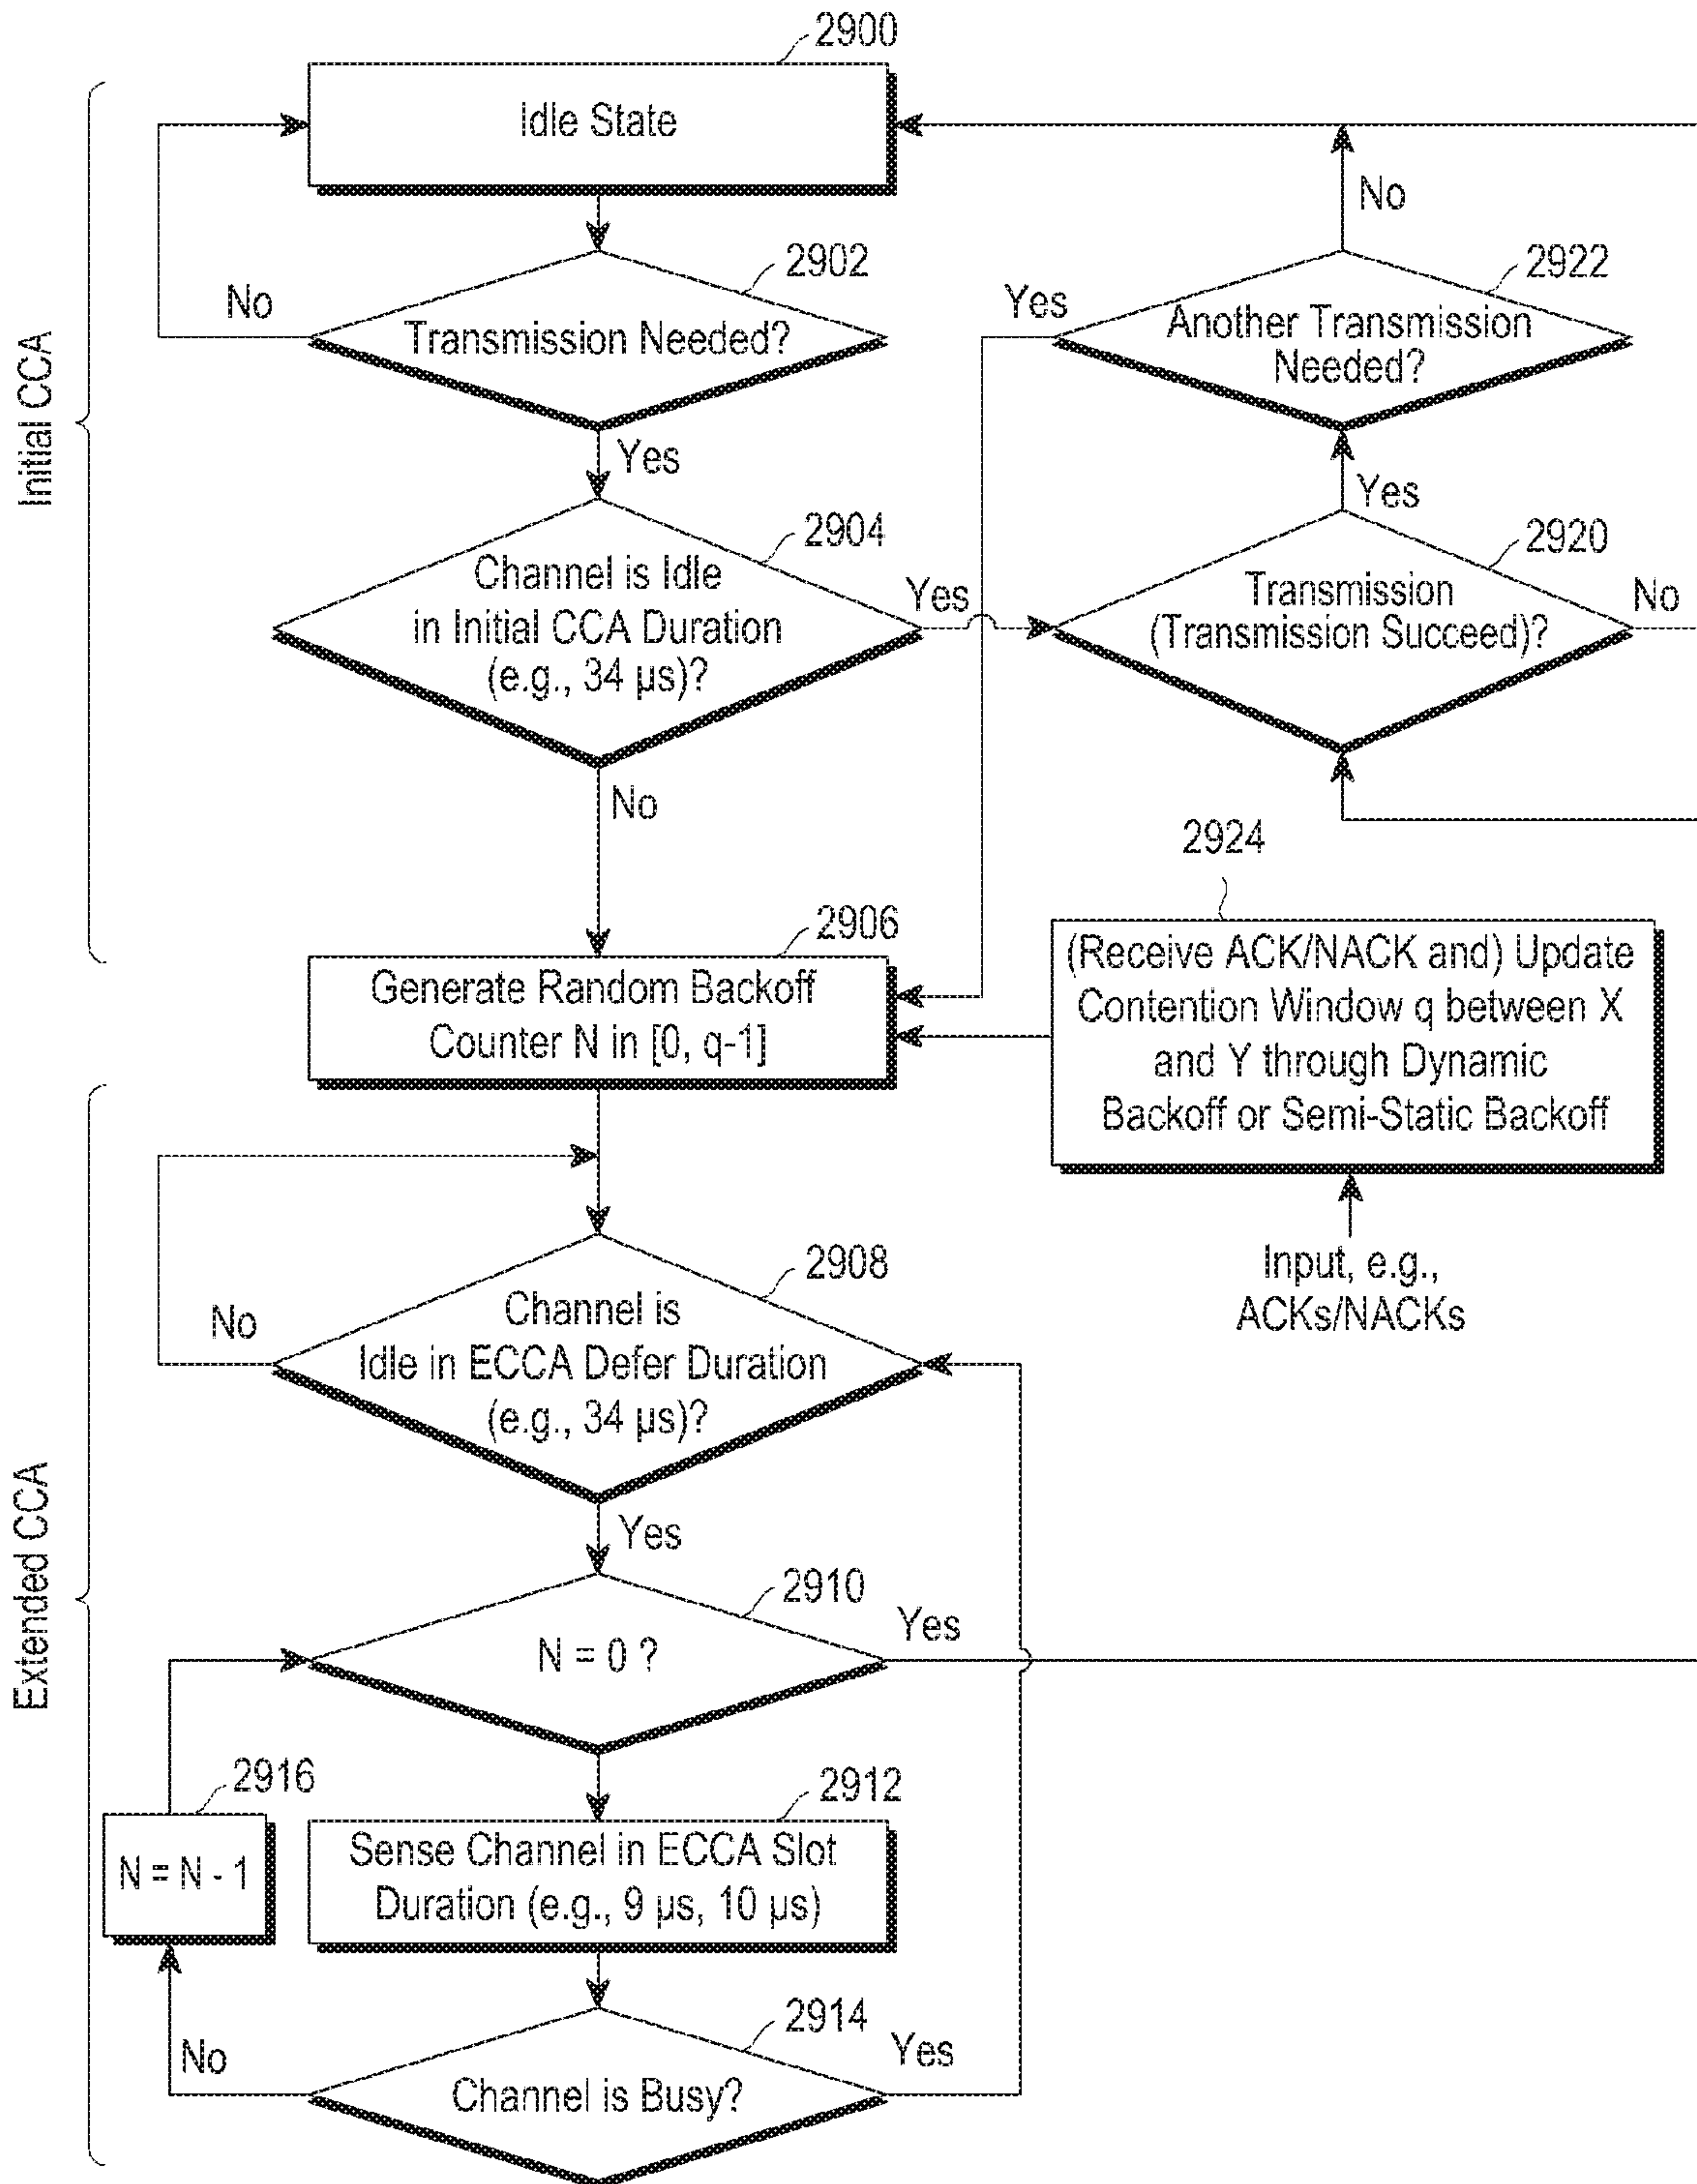 2900
Idle State
2902
No
Transmission Needed?
Yes
2922
Yes
No
Another Transmission
Needed?
Initial CCA
2904
Channel is Idle
in Initial CCA Duration
(e.g., 34 µs)?
Yes
No
Yes
2920
Transmission
(Transmission Succeed)?
No
2906
Generate Random Backoff
Counter N in [0, q-1]
2924
(Receive ACK/NACK and) Update
Contention Window q between X
and Y through Dynamic
Backoff or Semi-Static Backoff
Input, e.g.,
ACKs/NACKs
2908
No
Channel is
Idle in ECCA Defer Duration
(e.g., 34 µs)?
Yes
Extended CCA
2910
N = 0 ?
Yes
2916
N = N - 1
2912
Sense Channel in ECCA Slot
Duration (e.g., 9 µs, 10 µs)
2914
No
Channel is Busy?
Yes